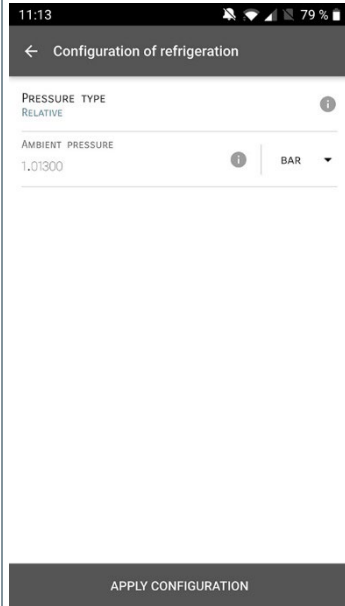 11:13 79 %
Configuration of refrigeration
PRESSURE TYPE
RELATIVE
AMBIENT PRESSURE
1.01300 BAR
APPLY CONFIGURATION